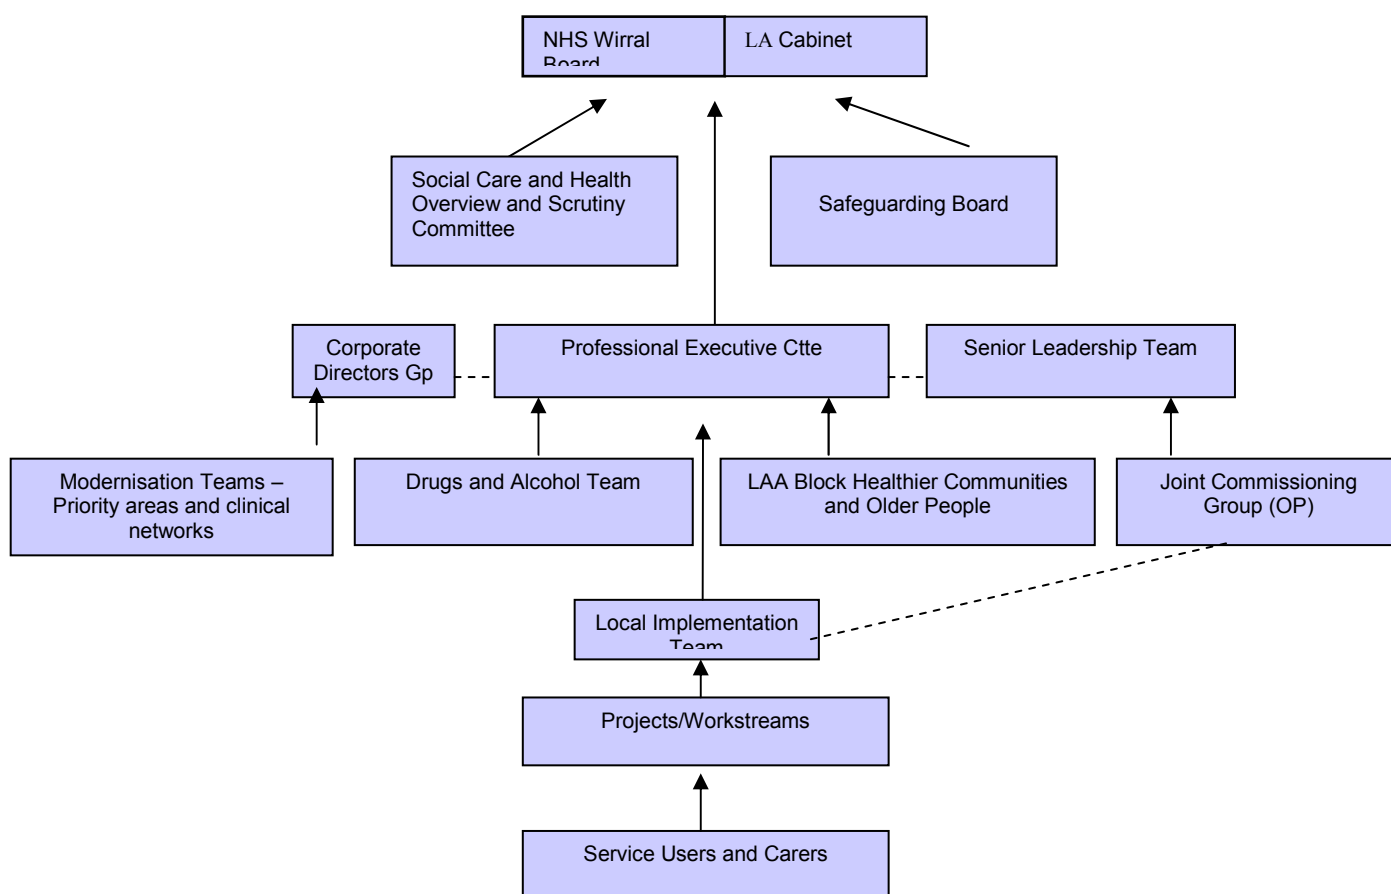 NHS Wirral
Board
LA Cabinet
Social Care and Health
Overview and Scrutiny
Committee
Safeguarding Board
Corporate
Directors Gp
Professional Executive Ctte
Senior Leadership Team
Modernisation Teams –
Priority areas and clinical
networks
Drugs and Alcohol Team
LAA Block Healthier Communities
and Older People
Joint Commissioning
Group (OP)
Local Implementation
Team
Projects/Workstreams
Service Users and Carers